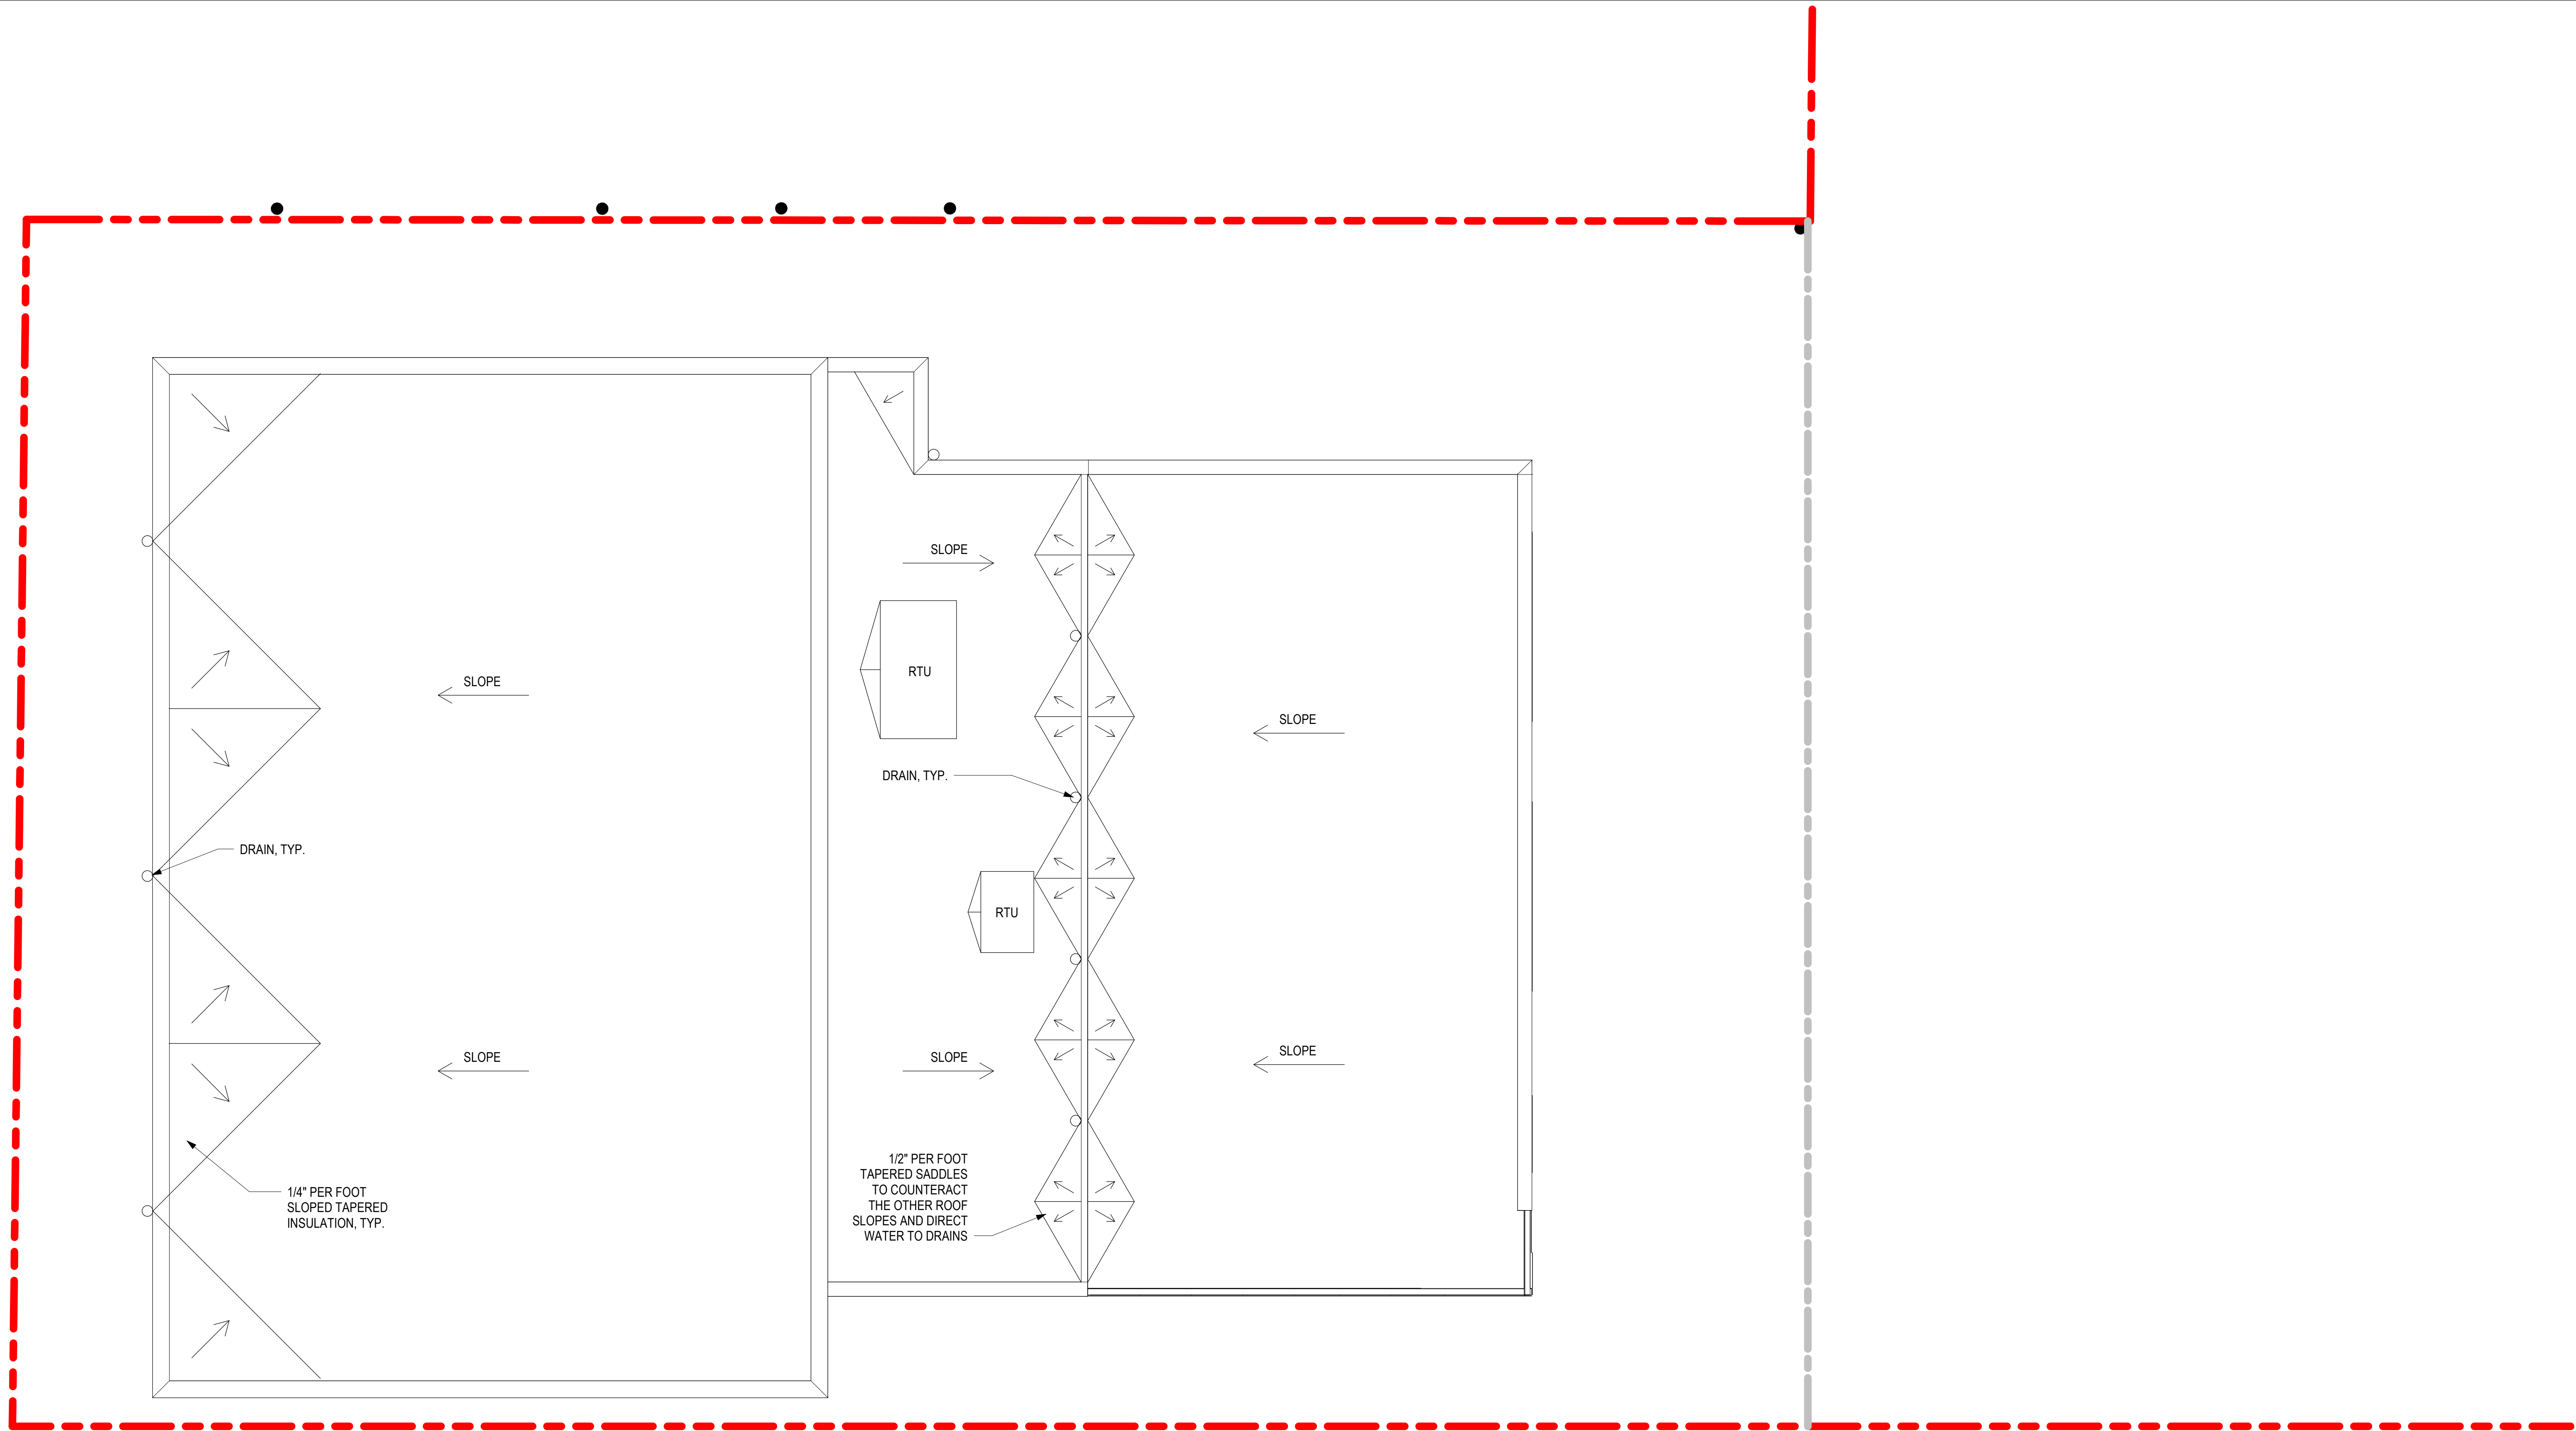 SLOPE
RTU
SLOPE
SLOPE
DRAIN, TYP.
DRAIN, TYP.
RTU
SLOPE
SLOPE
SLOPE
1/2" PER FOOT
TAPERED SADDLES
TO COUNTERACT
THE OTHER ROOF
SLOPES AND DIRECT
WATER TO DRAINS
1/4" PER FOOT
SLOPED TAPERED
INSULATION, TYP.